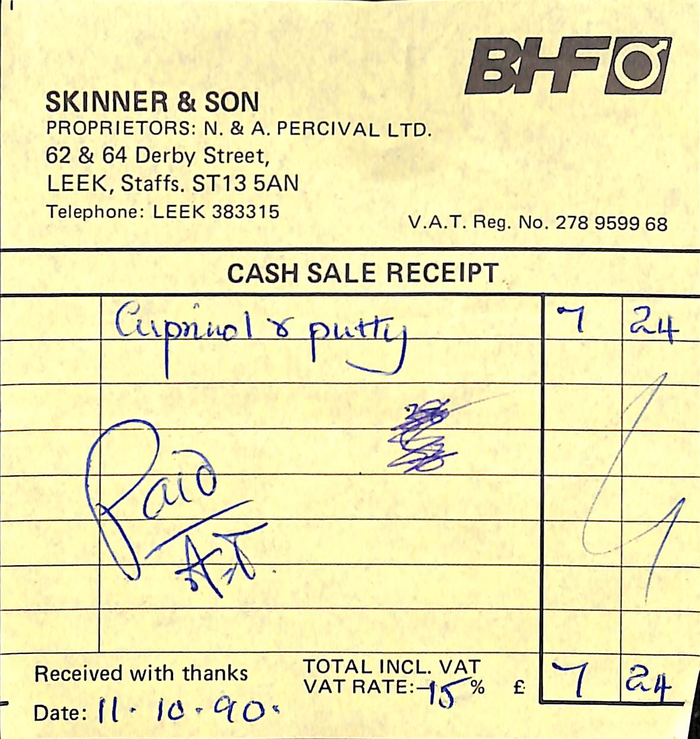 BHF
SKINNER & SON
PROPRIETORS: N. & A. PERCIVAL LTD.
62 & 64 Derby Street,
LEEK, Staffs. ST13 5AN
Telephone: LEEK 383315
V.A.T. Reg. No. 278 9599 68
CASH SALE RECEIPT
Cuprinol & putty 7 24
Paid
A.T.
Received with thanks
TOTAL INCL. VAT
VAT RATE: 15 % £ 7 24
Date: 11.10.90.